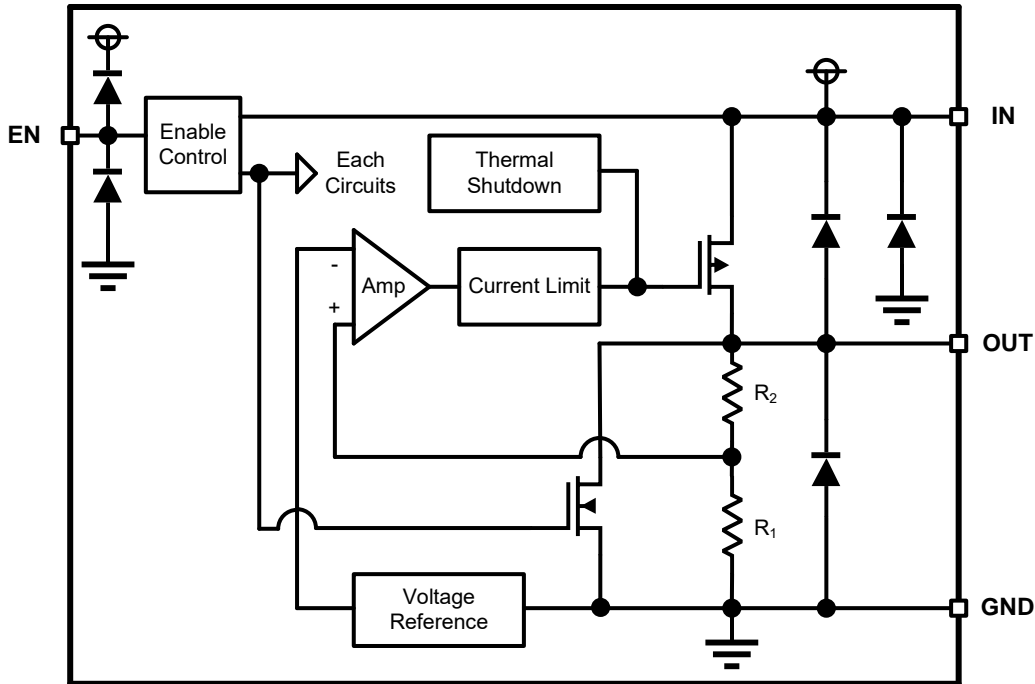 EN
Enable
Control
Each
Circuits
Thermal
Shutdown
IN
-
+
Amp
Current Limit
OUT
R2
R1
Voltage
Reference
GND